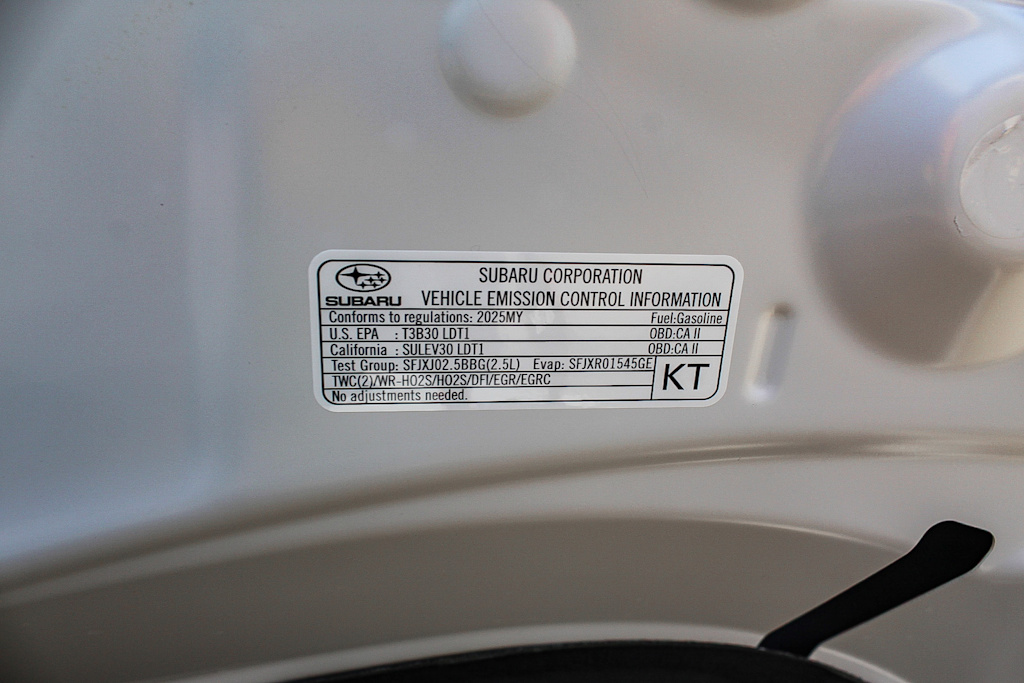 SUBARU
SUBARU CORPORATION
VEHICLE EMISSION CONTROL INFORMATION
Conforms to regulations: 2025MY Fuel:Gasoline
U.S. EPA : T3B30 LDT1 OBD:CA II
California : SULEV30 LDT1 OBD:CA II
Test Group: SFJXJ02.5BBG(2.5L) Evap: SFJXR01545GE
TWC(2)/WR-HO2S/HO2S/DFI/EGR/EGRC
KT
No adjustments needed.